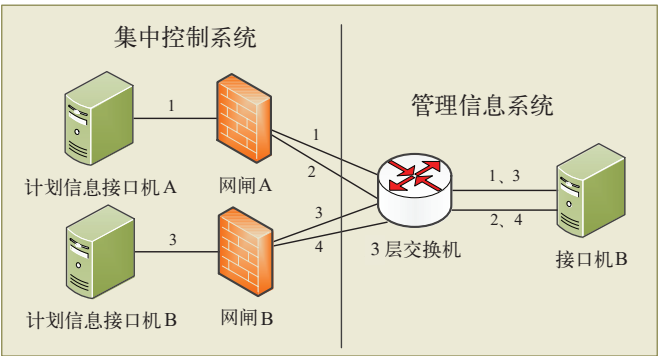 集中控制系统
管理信息系统
1
1
2
计划信息接口机A
网闸A
1、3
2、4
3层交换机
接口机B
3
3
4
计划信息接口机B
网闸B